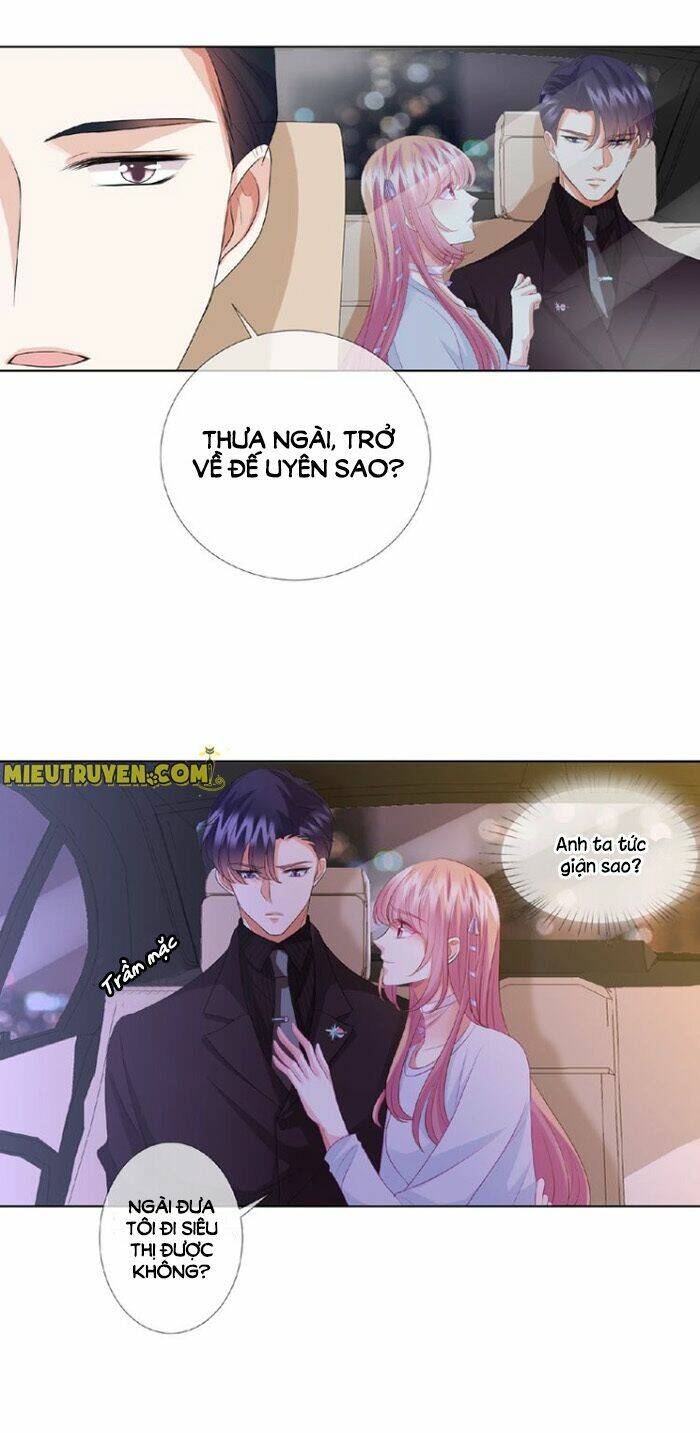 THƯA NGÀI, TRỞ
VỀ ĐẾ UYÊN SAO?
MIEUTRUYEN.COM
Anh ta tức
giận sao?
Trầm mặc
NGÀI ĐƯA
TÔI ĐI SIÊU
THỊ ĐƯỢC
KHÔNG?